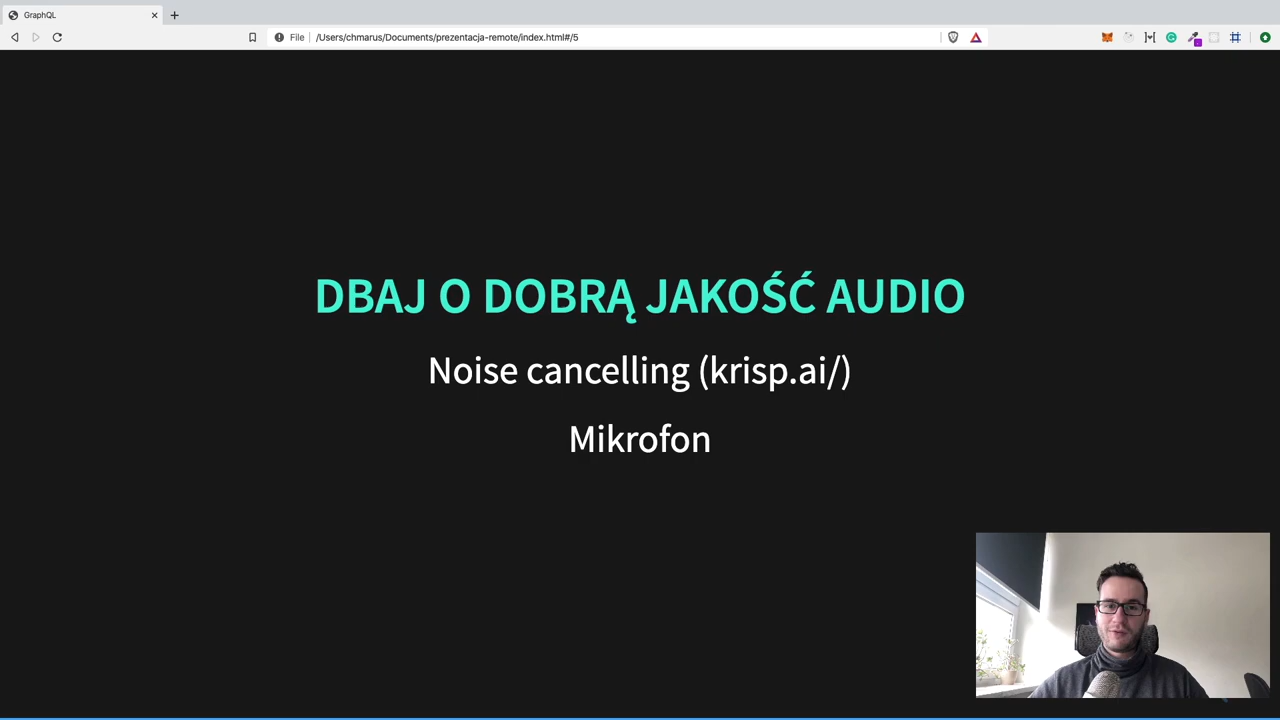 GraphQL
File
/Users/chmarus/Documents/prezentacja-remote/index.html#/5
DBAJ O DOBRĄ JAKOŚĆ AUDIO
Noise cancelling (krisp.ai/)
Mikrofon